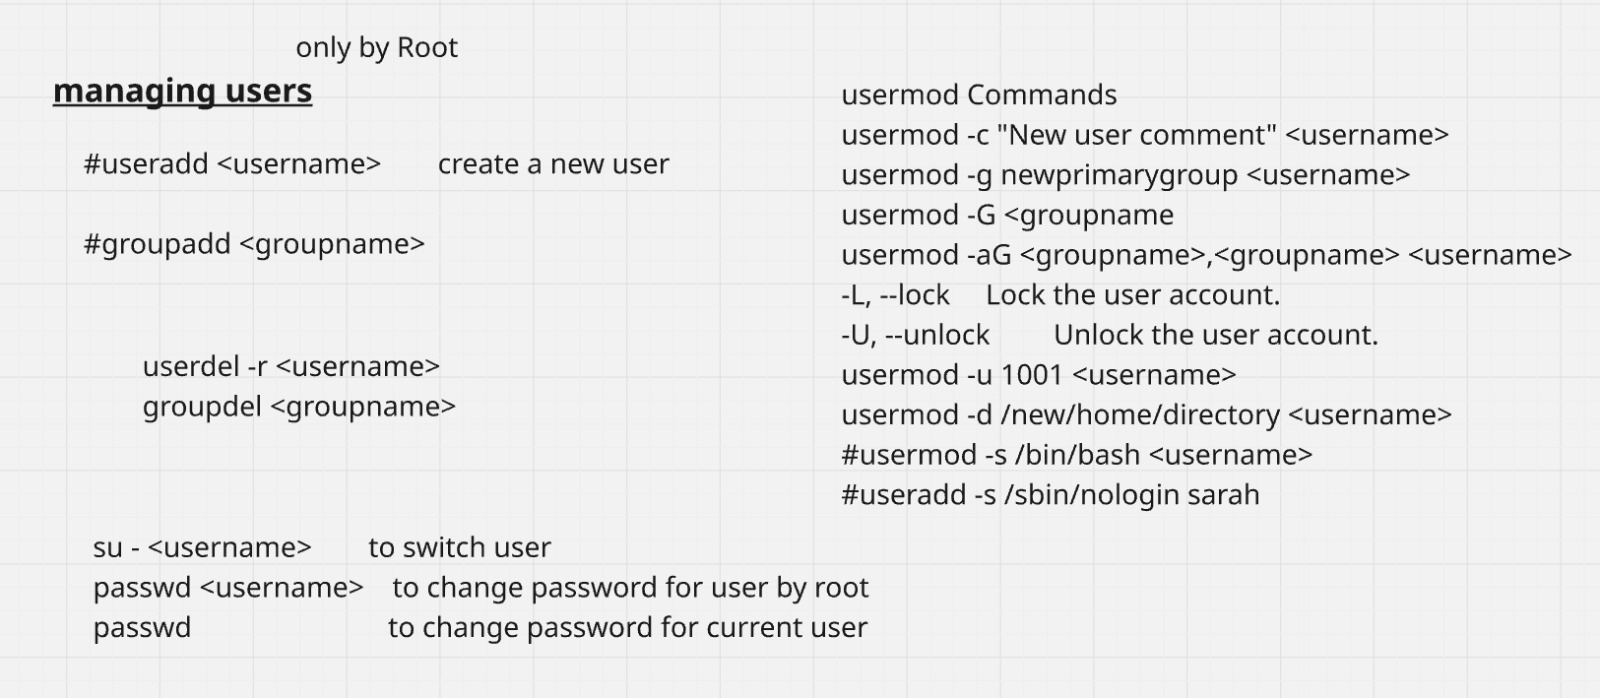 only by Root
managing users
#useradd <username> create a new user
#groupadd <groupname>
userdel -r <username>
groupdel <groupname>
su - <username> to switch user
passwd <username> to change password for user by root
passwd to change password for current user
usermod Commands
usermod -c "New user comment" <username>
usermod -g newprimarygroup <username>
usermod -G <groupname
usermod -aG <groupname>,<groupname> <username>
-L, --lock Lock the user account.
-U, --unlock Unlock the user account.
usermod -u 1001 <username>
usermod -d /new/home/directory <username>
#usermod -s /bin/bash <username>
#useradd -s /sbin/nologin sarah